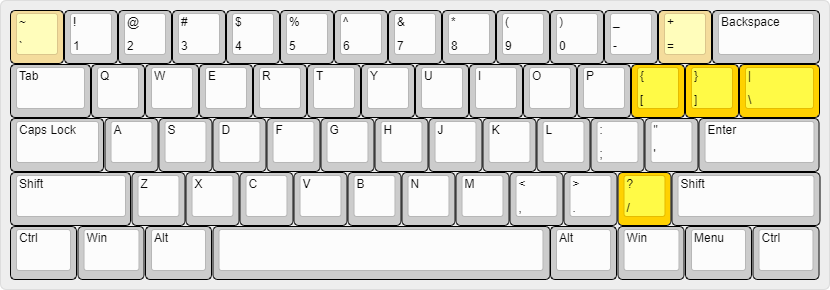 ~ ! @ # $ % ^ & * ( ) _ + Backspace
` 1 2 3 4 5 6 7 8 9 0 - =
Tab Q W E R T Y U I O P { } |
[ ] \
Caps Lock A S D F G H J K L : " Enter
; '
Shift Z X C V B N M < > ? Shift
, . /
Ctrl Win Alt Alt Win Menu Ctrl